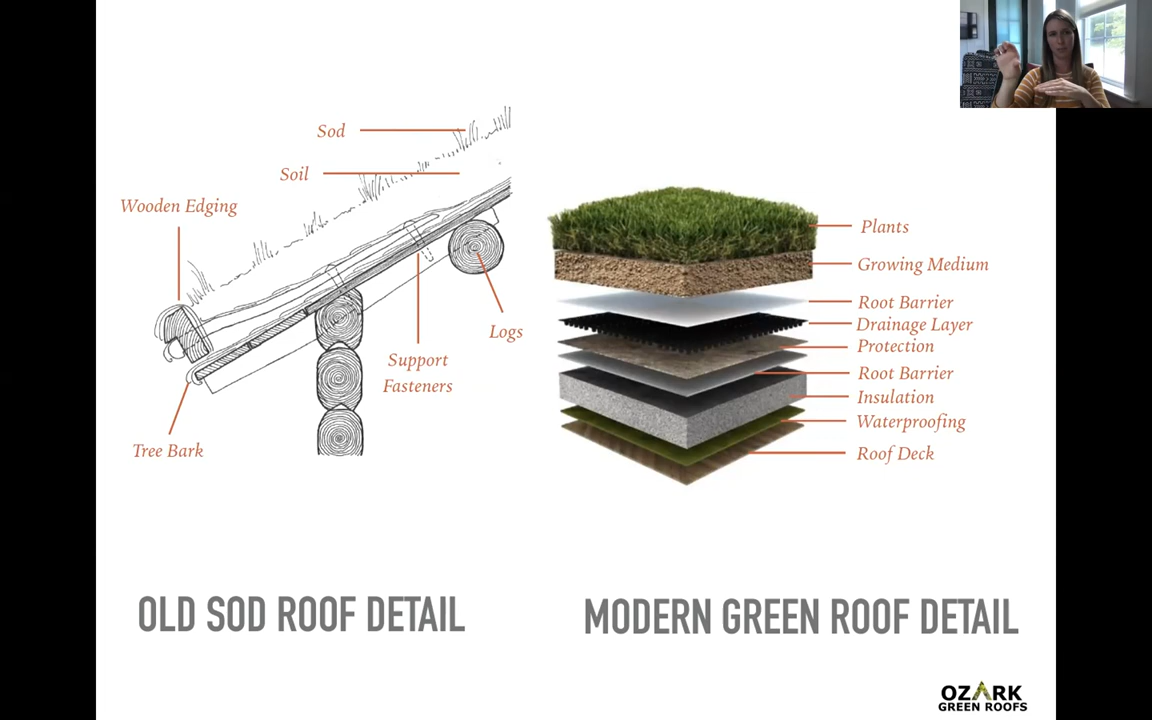 Sod
Soil
Wooden Edging
Logs
Support
Fasteners
Tree Bark
Plants
Growing Medium
Root Barrier
Drainage Layer
Protection
Root Barrier
Insulation
Waterproofing
Roof Deck
OLD SOD ROOF DETAIL
MODERN GREEN ROOF DETAIL
OZARK
GREEN ROOFS